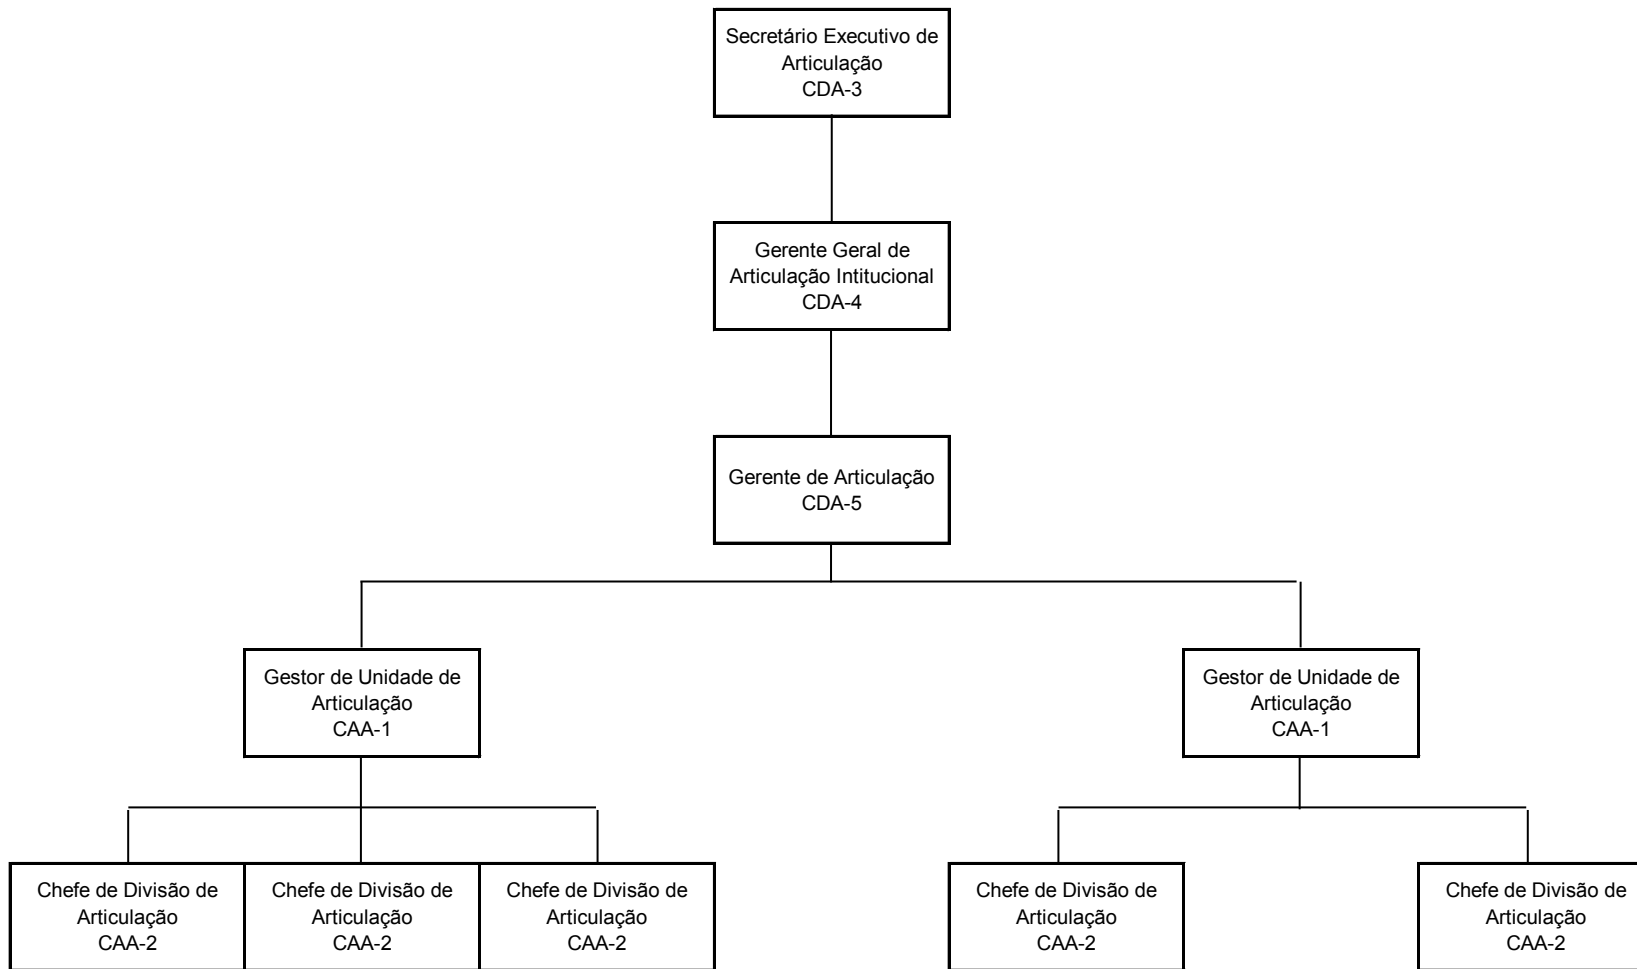 Secretário Executivo de
Articulação
CDA-3
Gerente Geral de
Articulação Intitucional
CDA-4
Gerente de Articulação
CDA-5
Gestor de Unidade de
Articulação
CAA-1
Gestor de Unidade de
Articulação
CAA-1
Chefe de Divisão de
Articulação
CAA-2
Chefe de Divisão de
Articulação
CAA-2
Chefe de Divisão de
Articulação
CAA-2
Chefe de Divisão de
Articulação
CAA-2
Chefe de Divisão de
Articulação
CAA-2